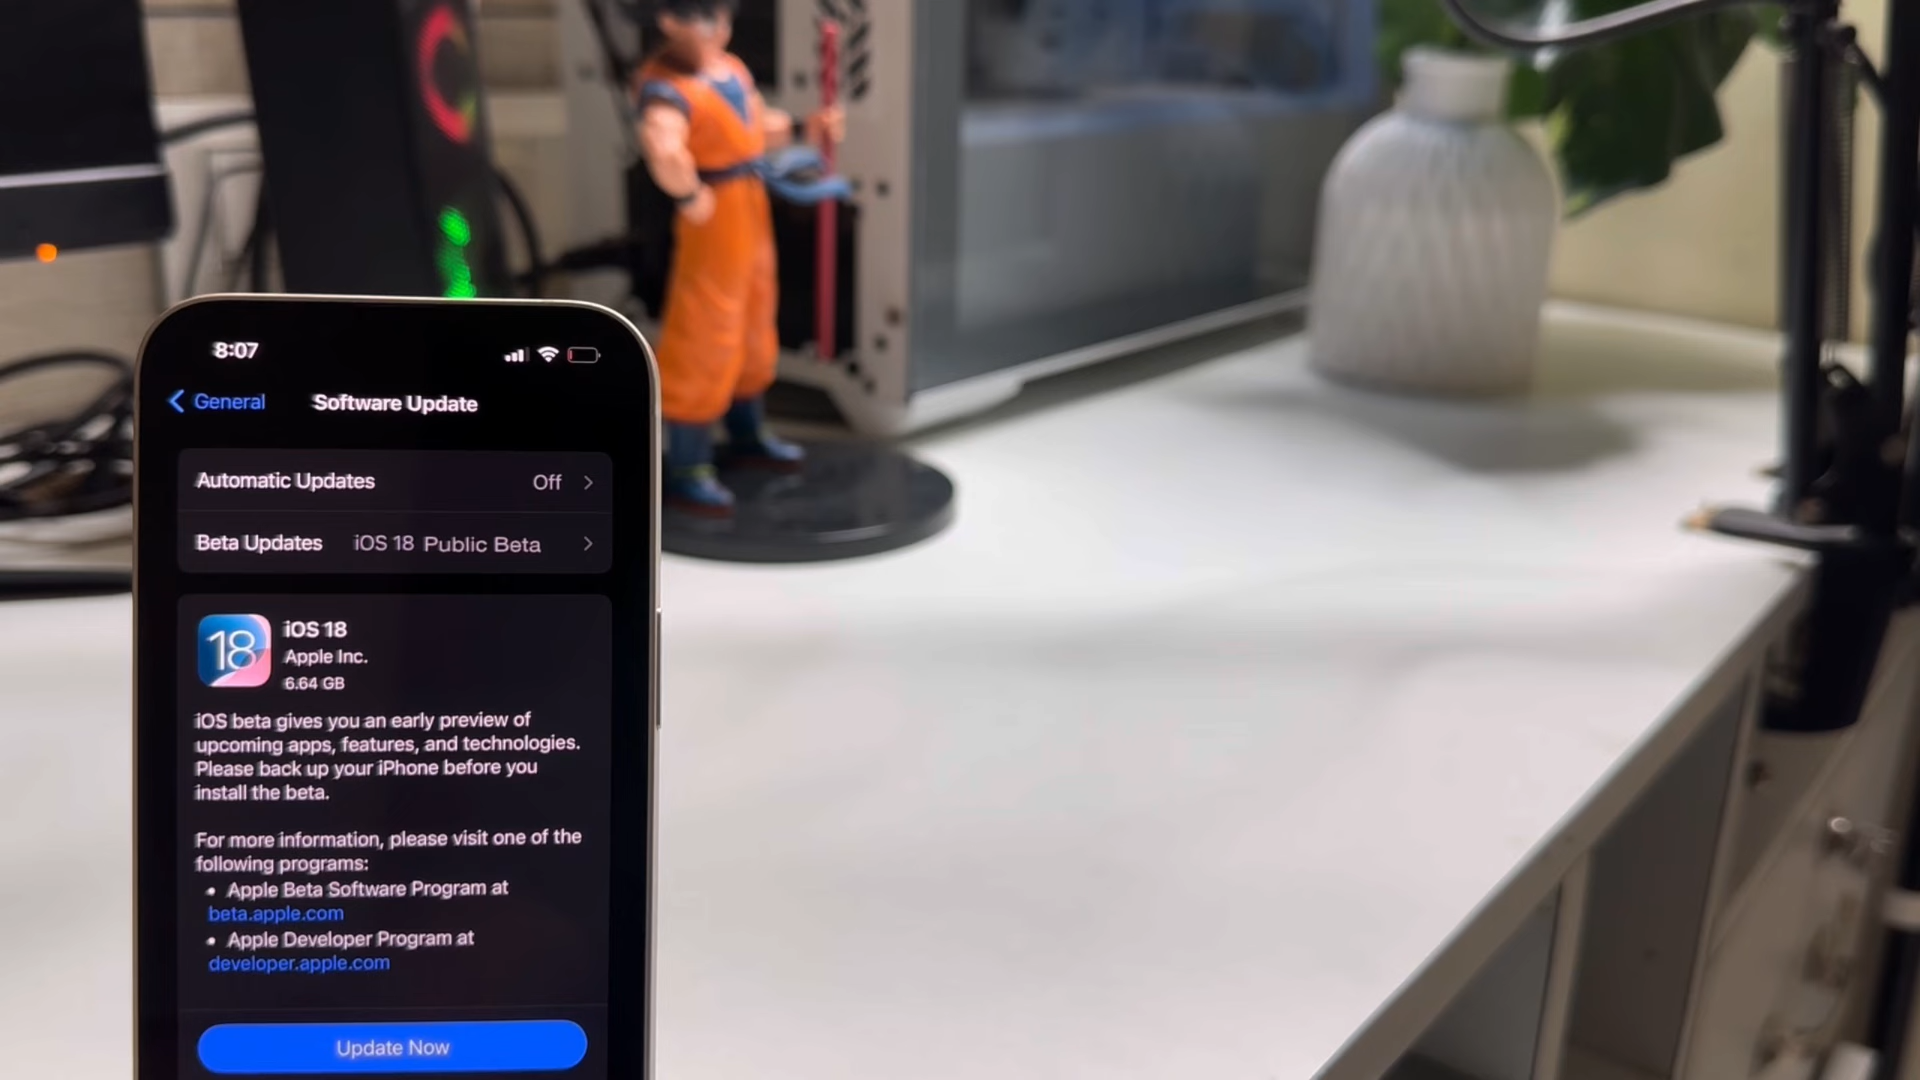 8:07
General
Software Update
Automatic Updates Off
Beta Updates iOS 18 Public Beta
18
iOS 18
Apple Inc.
6.64 GB
iOS beta gives you an early preview of
upcoming apps, features, and technologies.
Please back up your iPhone before you
install the beta.
For more information, please visit one of the
following programs:
• Apple Beta Software Program at
beta.apple.com
• Apple Developer Program at
developer.apple.com
Update Now